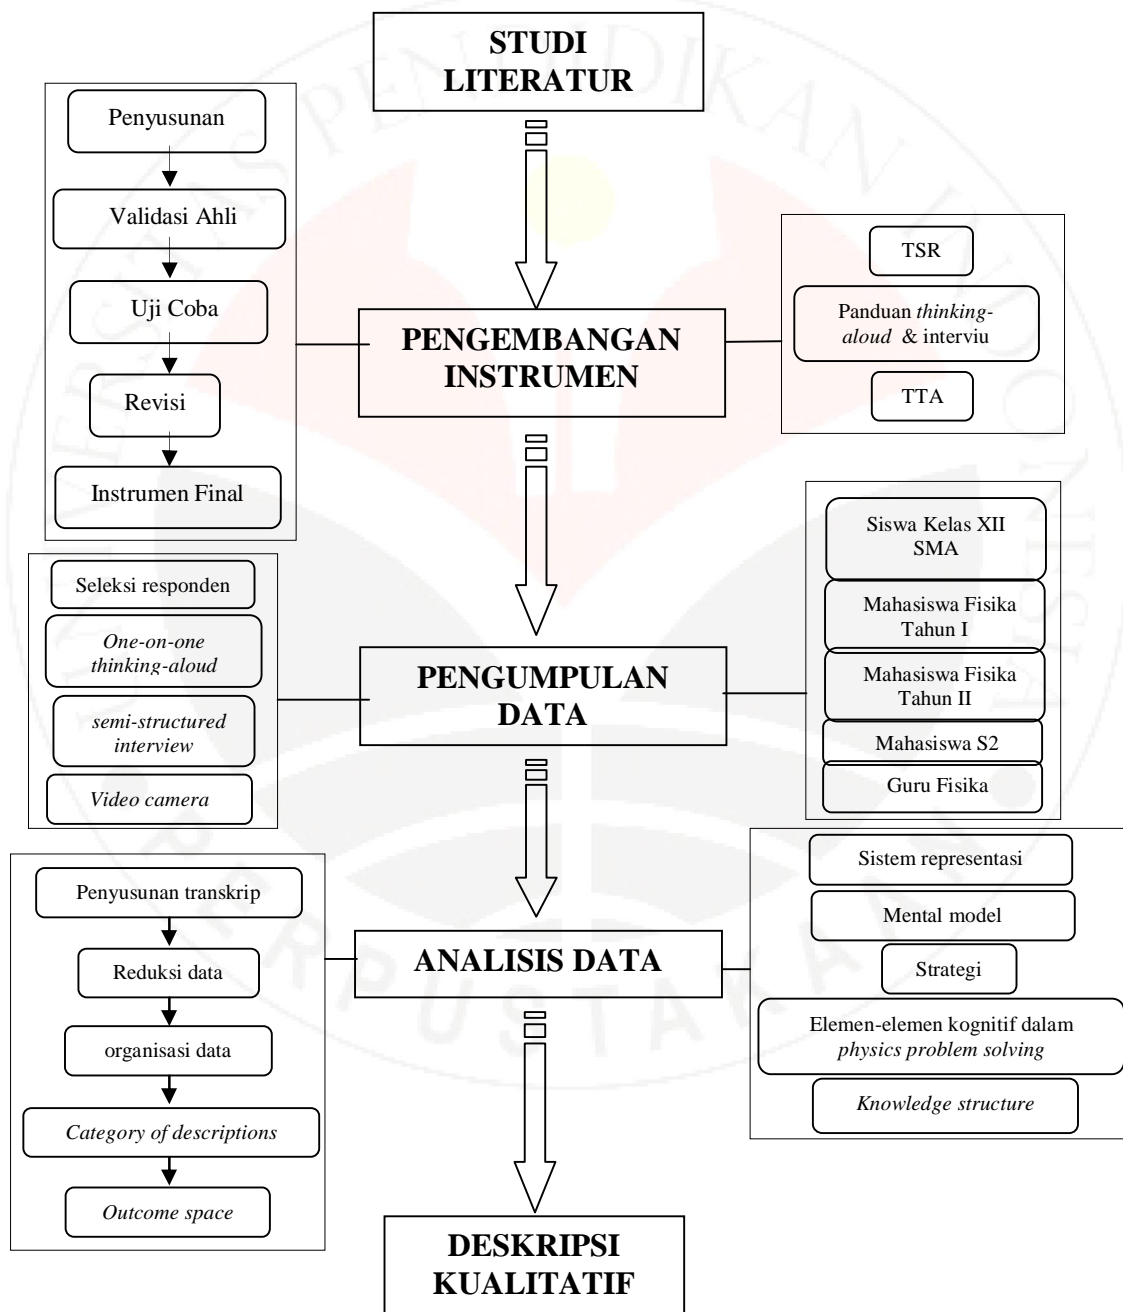 STUDI
LITERATUR
Penyusunan
Validasi Ahli
Uji Coba
Revisi
Instrumen Final
PENGEMBANGAN
INSTRUMEN
TSR
Panduan thinking-
aloud & interviu
TTA
Seleksi responden
One-on-one
thinking-aloud
semi-structured
interview
Video camera
PENGUMPULAN
DATA
Siswa Kelas XII
SMA
Mahasiswa Fisika
Tahun I
Mahasiswa Fisika
Tahun II
Mahasiswa S2
Guru Fisika
Penyusunan transkrip
Reduksi data
organisasi data
Category of descriptions
Outcome space
ANALISIS DATA
Sistem representasi
Mental model
Strategi
Elemen-elemen kognitif dalam
physics problem solving
Knowledge structure
DESKRIPSI
KUALITATIF
UNIVERSITAS PENDIDIKAN INDONESIA
PERPUSTAKAAN